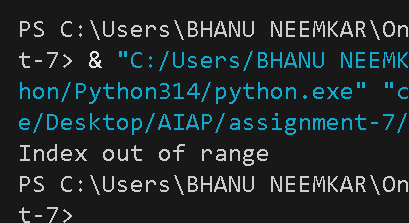 PS C:\Users\BHANU NEEMKAR\On
t-7> & "C:/Users/BHANU NEEMK
hon/Python314/python.exe" "c
e/Desktop/AIAP/assignment-7/
Index out of range
PS C:\Users\BHANU NEEMKAR\On
t-7>